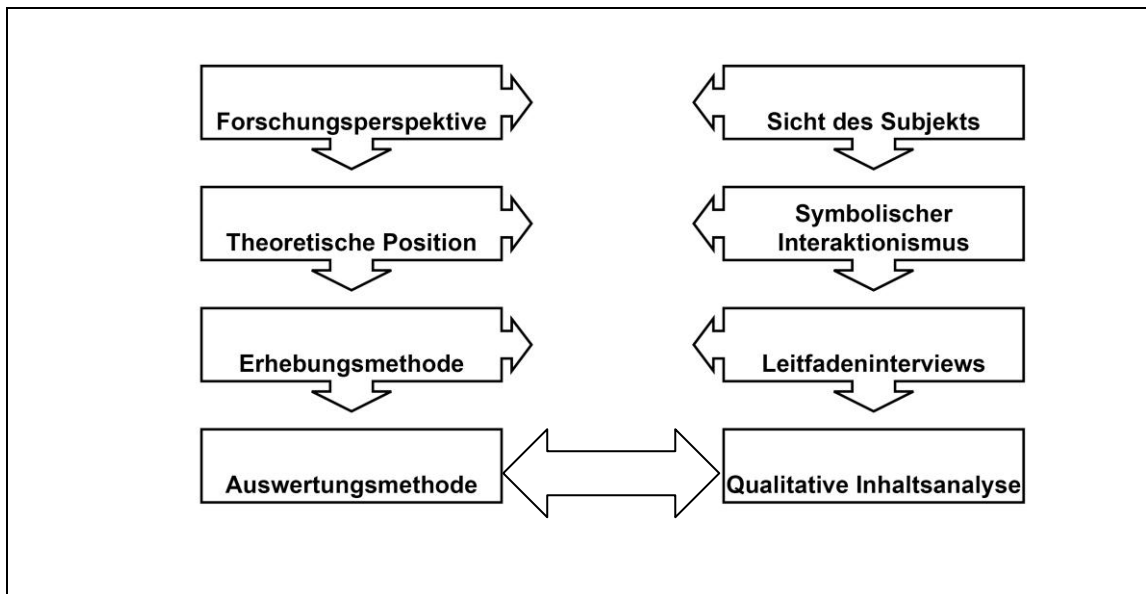 Forschungsperspektive
Sicht des Subjekts
Theoretische Position
Symbolischer
Interaktionismus
Erhebungsmethode
Leitfadeninterviews
Auswertungsmethode
Qualitative Inhaltsanalyse